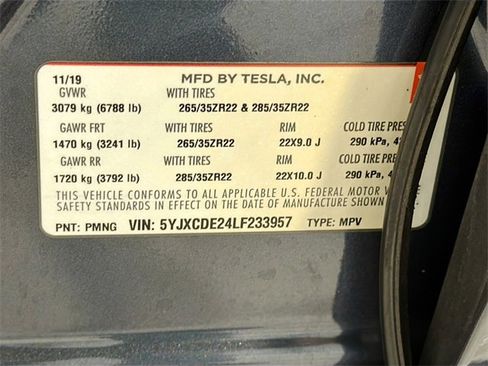 11/19 MFD BY TESLA, INC.
GVWR WITH TIRES
3079 kg (6788 lb) 265/35ZR22 & 285/35ZR22
GAWR FRT WITH TIRES RIM COLD TIRE PRES
1470 kg (3241 lb) 265/35ZR22 22X9.0 J 290 kPa, 4
GAWR RR WITH TIRES RIM COLD TIRE PRES
1720 kg (3792 lb) 285/35ZR22 22X10.0 J 290 kPa, 4
THIS VEHICLE CONFORMS TO ALL APPLICABLE U.S. FEDERAL MOTOR V
SAFETY STANDARDS IN EFFECT ON THE DATE OF MANUFACTURE
PNT: PMNG VIN: 5YJXCDE24LF233957 TYPE: MPV